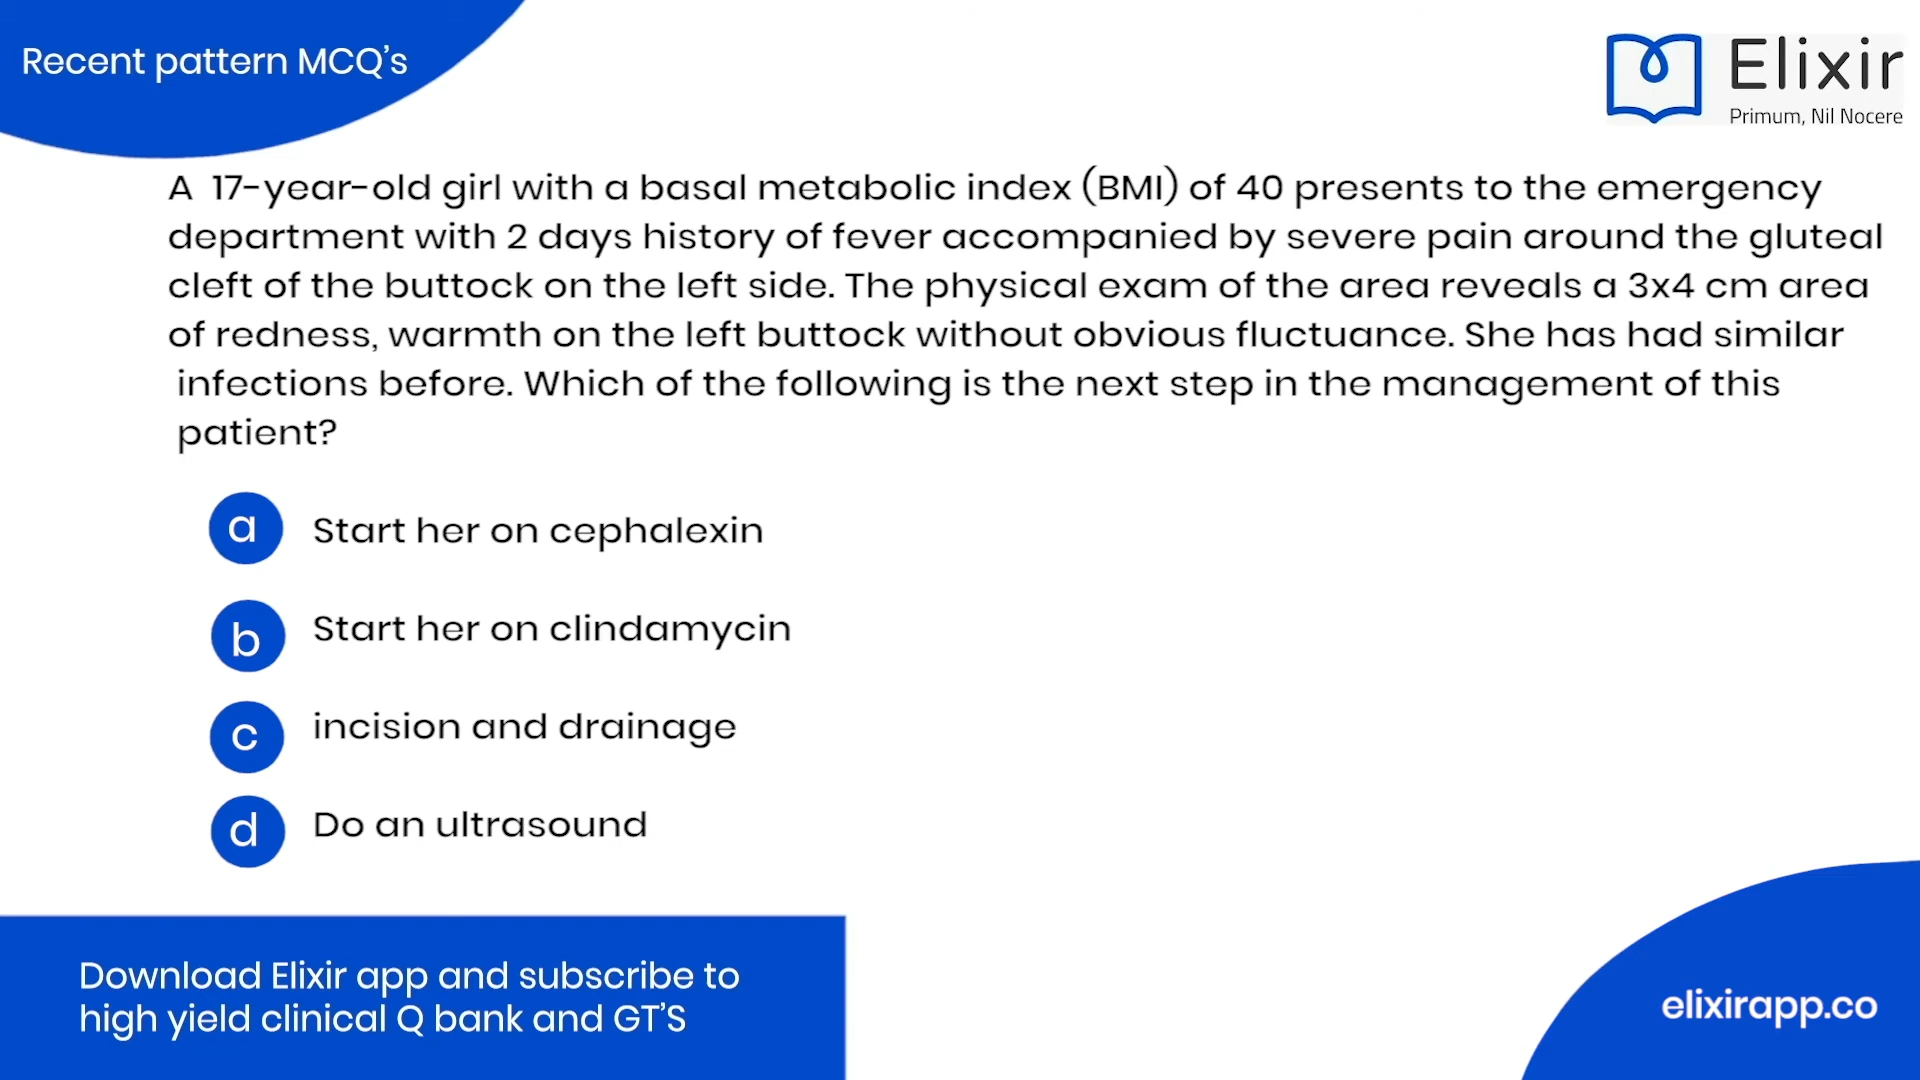 Recent pattern MCQ's
Elixir
Primum, Nil Nocere
A 17-year-old girl with a basal metabolic index (BMI) of 40 presents to the emergency
department with 2 days history of fever accompanied by severe pain around the gluteal
cleft of the buttock on the left side. The physical exam of the area reveals a 3x4 cm area
of redness, warmth on the left buttock without obvious fluctuance. She has had similar
infections before. Which of the following is the next step in the management of this
patient?
a Start her on cephalexin
b Start her on clindamycin
c incision and drainage
d Do an ultrasound
Download Elixir app and subscribe to
high yield clinical Q bank and GT'S
elixirapp.co